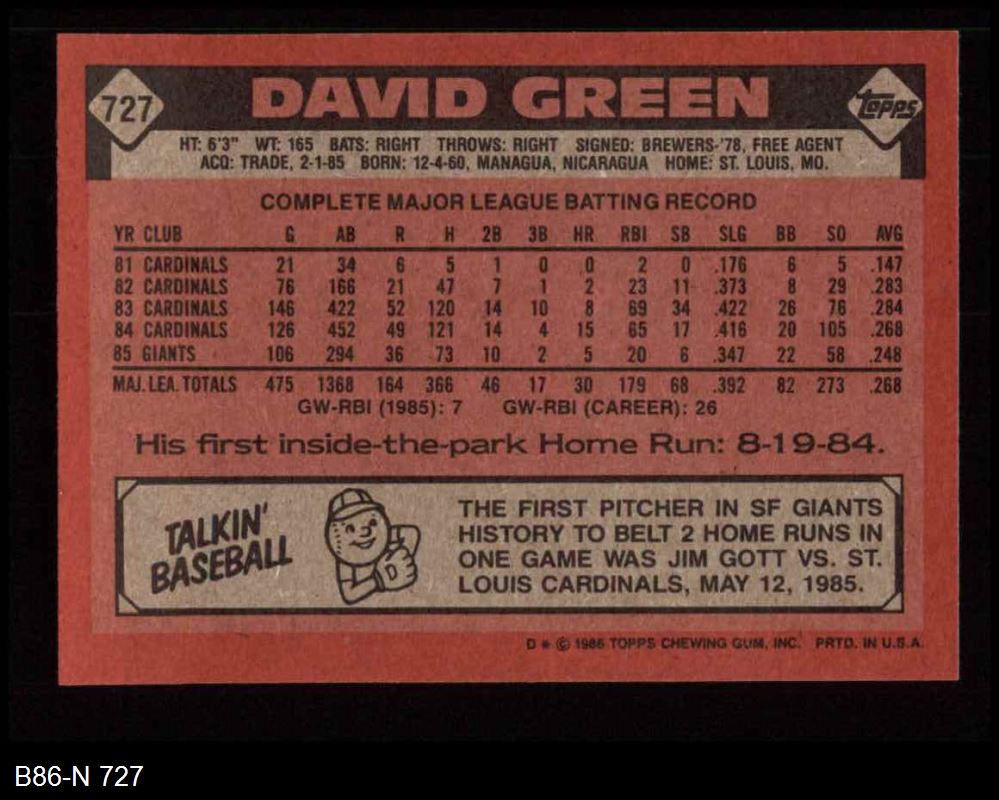 727 DAVID GREEN Topps
HT: 6'3" WT: 165 BATS: RIGHT THROWS: RIGHT SIGNED: BREWERS-'78, FREE AGENT
ACQ: TRADE, 2-1-85 BORN: 12-4-60, MANAGUA, NICARAGUA HOME: ST. LOUIS, MO.
COMPLETE MAJOR LEAGUE BATTING RECORD
YR CLUB G AB R H 2B 3B HR RBI SB SLG BB SO AVG
81 CARDINALS 21 34 6 5 1 0 0 2 0 .176 6 5 .147
82 CARDINALS 76 166 21 47 7 1 2 23 11 .373 8 29 .283
83 CARDINALS 146 422 52 120 14 10 8 69 34 .422 26 76 .284
84 CARDINALS 126 452 49 121 14 4 15 65 17 .416 20 105 .268
85 GIANTS 106 294 36 73 10 2 5 20 6 .347 22 58 .248
MAJ. LEA. TOTALS 475 1368 164 366 46 17 30 179 68 .392 82 273 .268
GW-RBI (1985): 7 GW-RBI (CAREER): 26
His first inside-the-park Home Run: 8-19-84.
TALKIN'
BASEBALL
THE FIRST PITCHER IN SF GIANTS
HISTORY TO BELT 2 HOME RUNS IN
ONE GAME WAS JIM GOTT VS. ST.
LOUIS CARDINALS, MAY 12, 1985.
D * © 1986 TOPPS CHEWING GUM, INC. PRTD. IN U.S.A.
B86-N 727